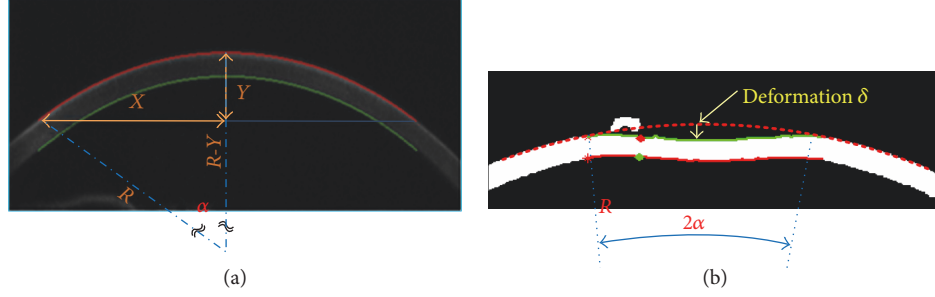 X
Y
R-Y
R
α
(a)
Deformation δ
R
2α
(b)